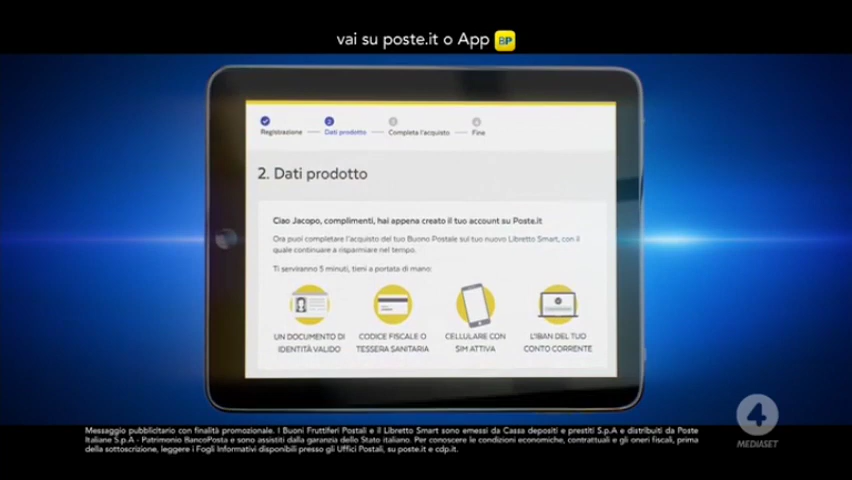 vai su poste.it o App BP
Registrazione
2
Dati prodotto
3
Completa l'acquisto
4
Fine
2. Dati prodotto
Ciao Jacopo, complimenti, hai appena creato il tuo account su Poste.it
Ora puoi completare l'acquisto del tuo Buono Postale sul tuo nuovo Libretto Smart, con il
quale continuare a risparmiare nel tempo.
Ti serviranno 5 minuti, tieni a portata di mano:
UN DOCUMENTO DI
IDENTITÀ VALIDO
CODICE FISCALE O
TESSERA SANITARIA
CELLULARE CON
SIM ATTIVA
L'IBAN DEL TUO
CONTO CORRENTE
4
MEDIASET
Messaggio pubblicitario con finalità promozionale. I Buoni Fruttiferi Postali e il Libretto Smart sono emessi da Cassa depositi e prestiti S.p.A e distribuiti da Poste
Italiane S.p.A - Patrimonio BancoPosta e sono assistiti dalla garanzia dello Stato italiano. Per conoscere le condizioni economiche, contrattuali e gli oneri fiscali, prima
della sottoscrizione, leggere i Fogli Informativi disponibili presso gli Uffici Postali, su poste.it e cdp.it.